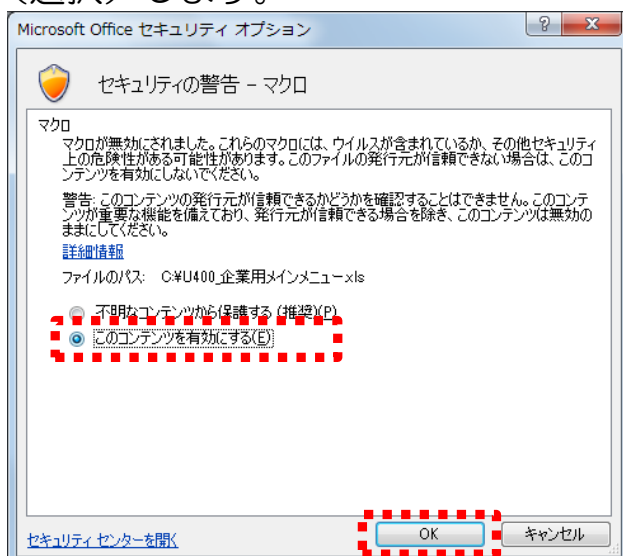 （選択）します。
Microsoft Office セキュリティ オプション
セキュリティの警告 - マクロ
マクロ
マクロが無効にされました。これらのマクロには、ウイルスが含まれているか、その他セキュリティ
上の危険性がある可能性があります。このファイルの発行元が信頼できない場合は、このコ
ンテンツを有効にしないでください。
警告: このコンテンツの発行元が信頼できるかどうかを確認することはできません。このコンテ
ンツが重要な機能を備えており、発行元が信頼できる場合を除き、このコンテンツは無効の
ままにしてください。
詳細情報
ファイルのパス: C:¥U400_企業用メインメニュー.xls
不明なコンテンツから保護する (推奨)(P)
このコンテンツを有効にする(E)
セキュリティ センターを開く
OK
キャンセル